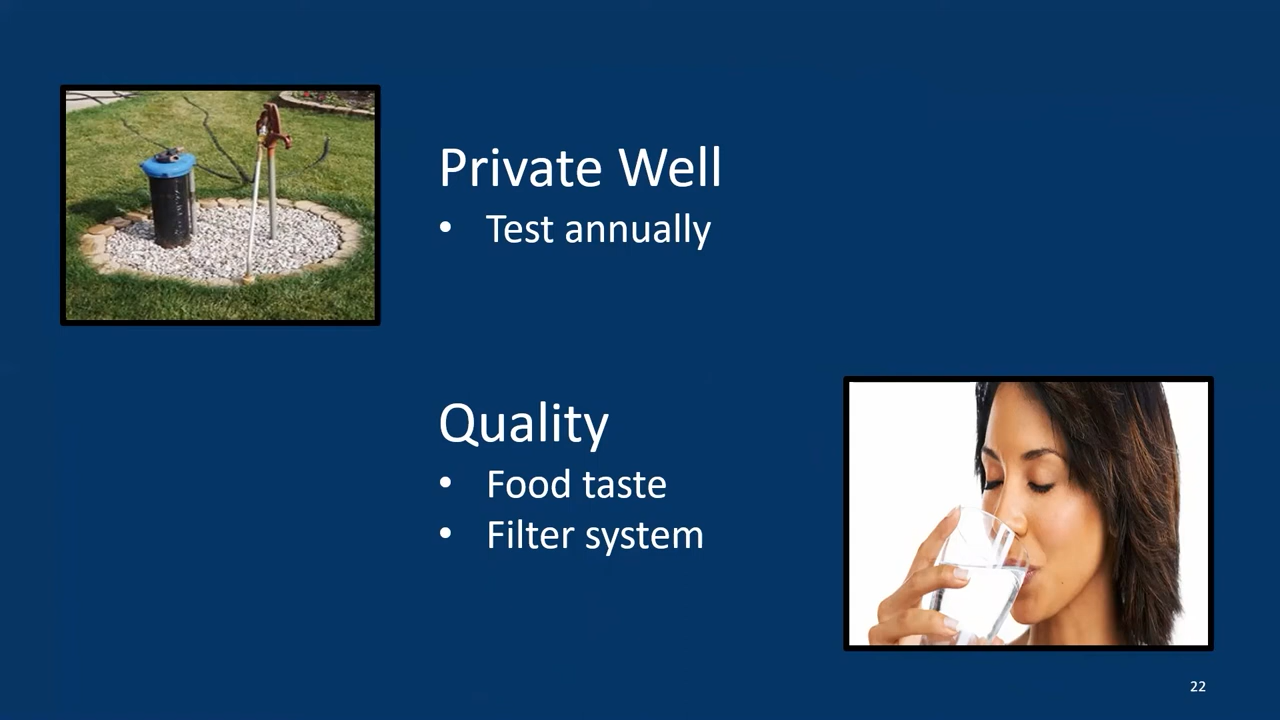 Private Well
• Test annually
Quality
• Food taste
• Filter system
22